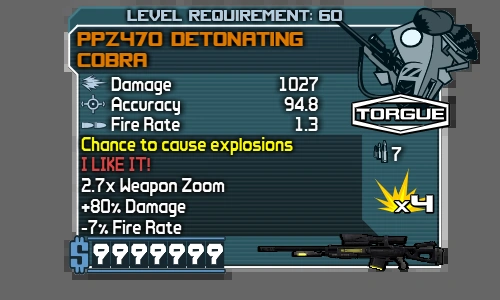 LEVEL REQUIREMENT: 60
PPZ470 DETONATING
COBRA
Damage 1027
Accuracy 94.8
Fire Rate 1.3
TORGUE
Chance to cause explosions
I LIKE IT!
2.7x Weapon Zoom
+80% Damage
-7% Fire Rate
7
x4
$9999999